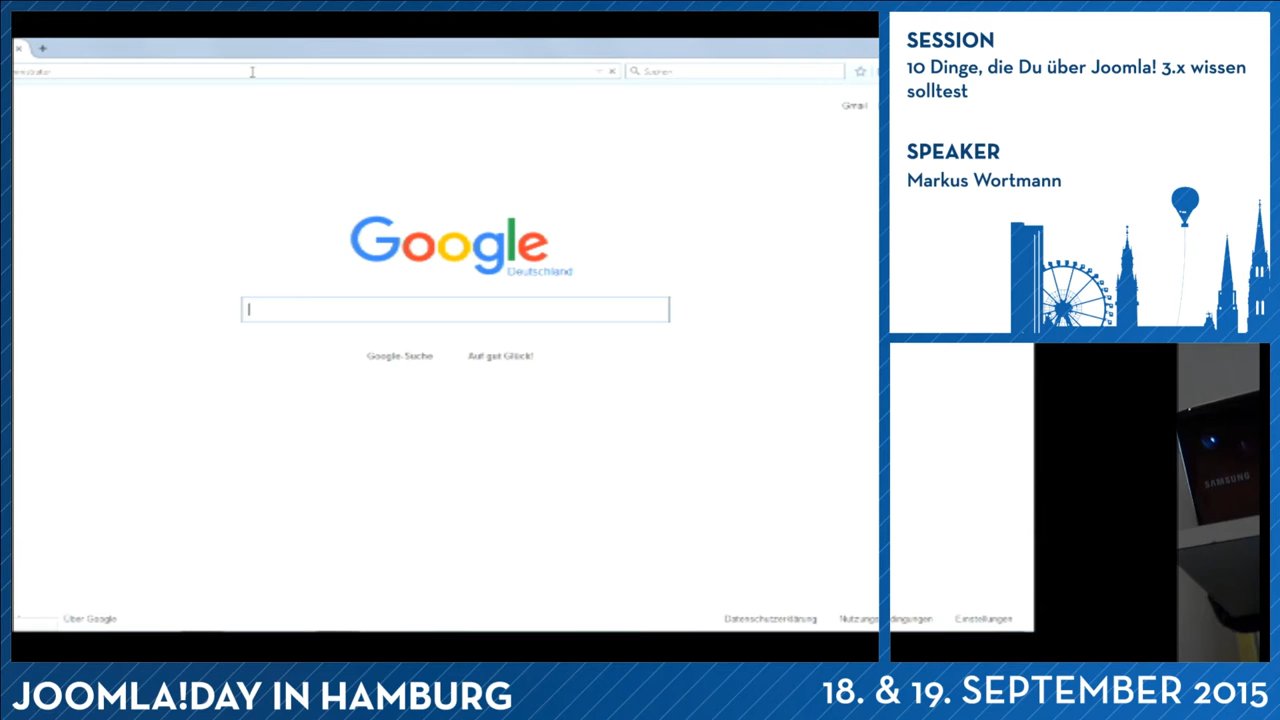 Suchen
Gmail
Google
Deutschland
Google-Suche
Auf gut Glück!
Über Google
Datenschutzerklärung
Einstellungen
SESSION
10 Dinge, die Du über Joomla! 3.x wissen
solltest
SPEAKER
Markus Wortmann
SAMSUNG
JOOMLA!DAY IN HAMBURG
18. & 19. SEPTEMBER 2015